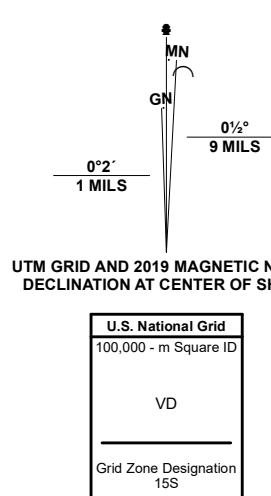 MN
GN
0½°
9 MILS
0°2´
1 MILS
UTM GRID AND 2019 MAGNETIC N
DECLINATION AT CENTER OF SH
U.S. National Grid
100,000 - m Square ID
VD
Grid Zone Designation
15S